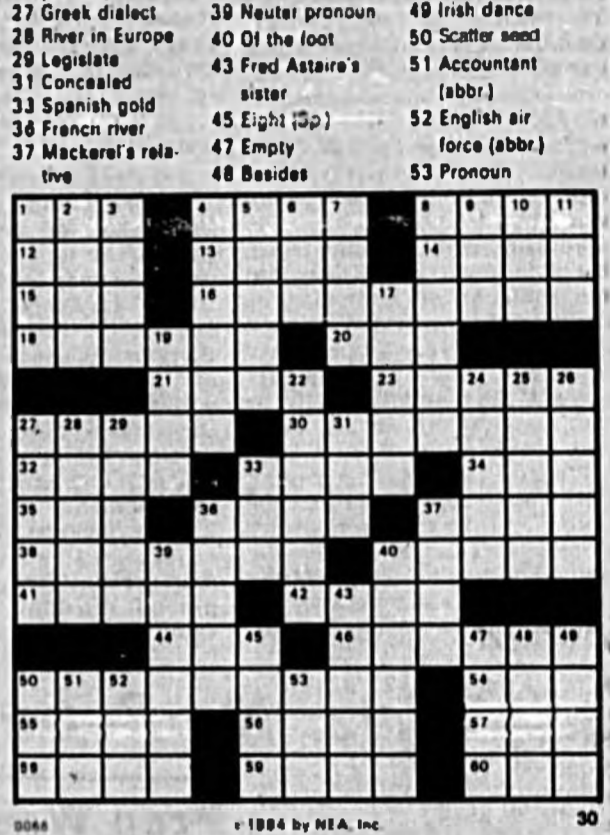 27 Greek dialect
28 River in Europe
29 Legislate
31 Concealed
33 Spanish gold
36 French river
37 Mackerel's rela-
tive
39 Neuter pronoun
40 Of the foot
43 Fred Astaire's
sister
45 Eight (Sp)
47 Empty
48 Besides
49 Irish dance
50 Scatter seed
51 Accountant
(abbr.)
52 English air
force (abbr.)
53 Pronoun
1 2 3 4 5 6 7 8 9 10 11
12 13 14
15 16 17
18 19 20
21 22 23 24 25 26
27 28 29 30 31
32 33 34
35 36 37
38 39 40
41 42 43
44 45 46 47 48 49
50 51 52 53 54
55 56 57
58 59 60
0068 ©1984 by NEA, Inc. 30